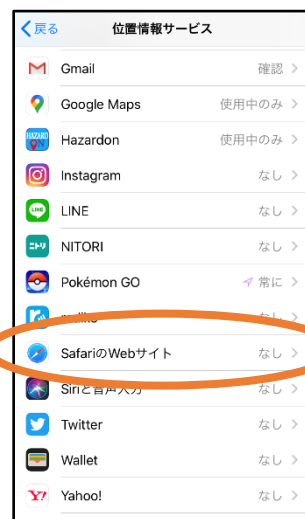 戻る 位置情報サービス
Gmail 確認
Google Maps 使用中のみ
HAZARD ON Hazardon 使用中のみ
Instagram なし
LINE LINE なし
ニトリ NITORI なし
Pokémon GO 常に
なし
SafariのWebサイト なし
Siriと音声入力 なし
Twitter なし
Wallet なし
Y! Yahoo! なし